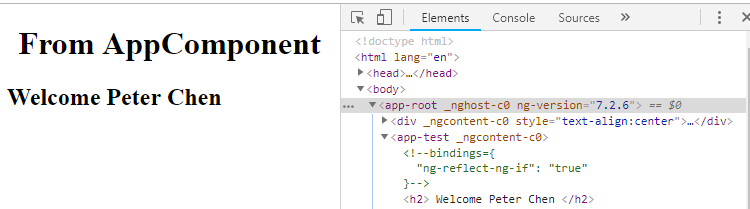 From AppComponent
Welcome Peter Chen
Elements Console Sources »
<!doctype html>
<html lang="en">
<head>…</head>
<body>
… <app-root _nghost-c0 ng-version="7.2.6"> == $0
<div _ngcontent-c0 style="text-align:center">…</div>
<app-test _ngcontent-c0>
<!--bindings={
"ng-reflect-ng-if": "true"
}-->
<h2> Welcome Peter Chen </h2>